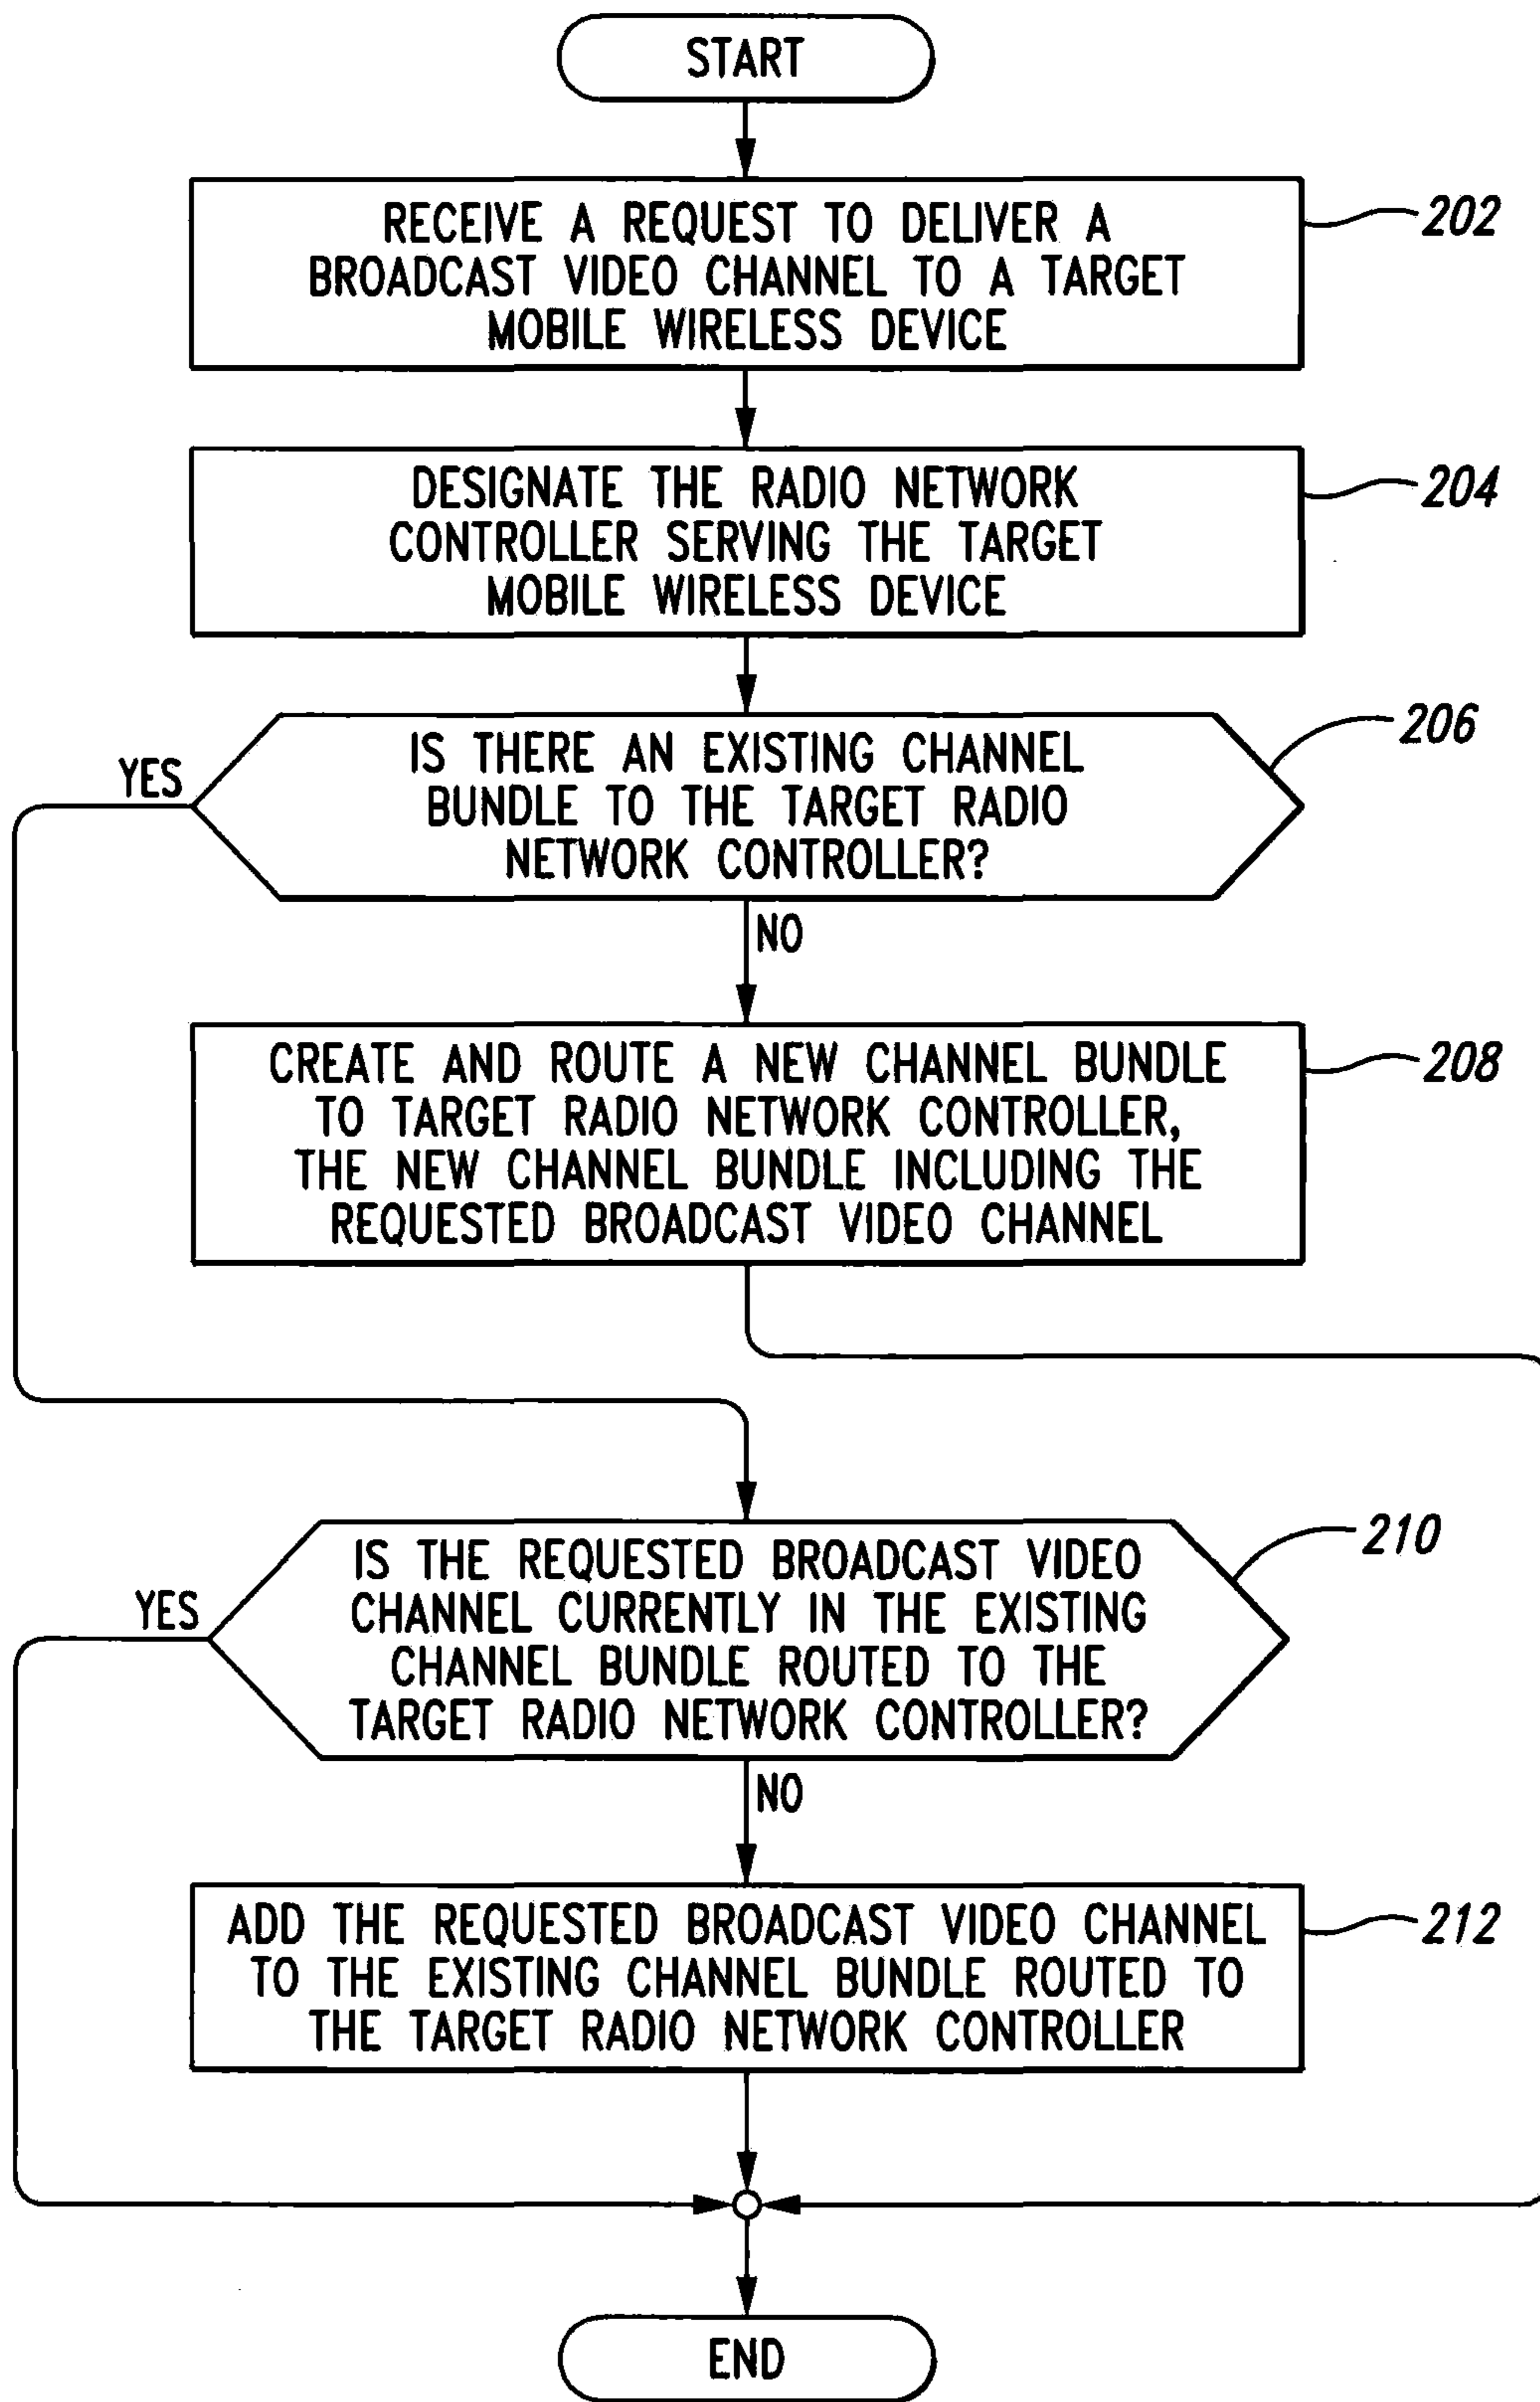 START
RECEIVE A REQUEST TO DELIVER A
BROADCAST VIDEO CHANNEL TO A TARGET
MOBILE WIRELESS DEVICE
202
DESIGNATE THE RADIO NETWORK
CONTROLLER SERVING THE TARGET
MOBILE WIRELESS DEVICE
204
IS THERE AN EXISTING CHANNEL
BUNDLE TO THE TARGET RADIO
NETWORK CONTROLLER?
206
YES
NO
CREATE AND ROUTE A NEW CHANNEL BUNDLE
TO TARGET RADIO NETWORK CONTROLLER,
THE NEW CHANNEL BUNDLE INCLUDING THE
REQUESTED BROADCAST VIDEO CHANNEL
208
IS THE REQUESTED BROADCAST VIDEO
CHANNEL CURRENTLY IN THE EXISTING
CHANNEL BUNDLE ROUTED TO THE
TARGET RADIO NETWORK CONTROLLER?
210
YES
NO
ADD THE REQUESTED BROADCAST VIDEO CHANNEL
TO THE EXISTING CHANNEL BUNDLE ROUTED TO
THE TARGET RADIO NETWORK CONTROLLER
212
END